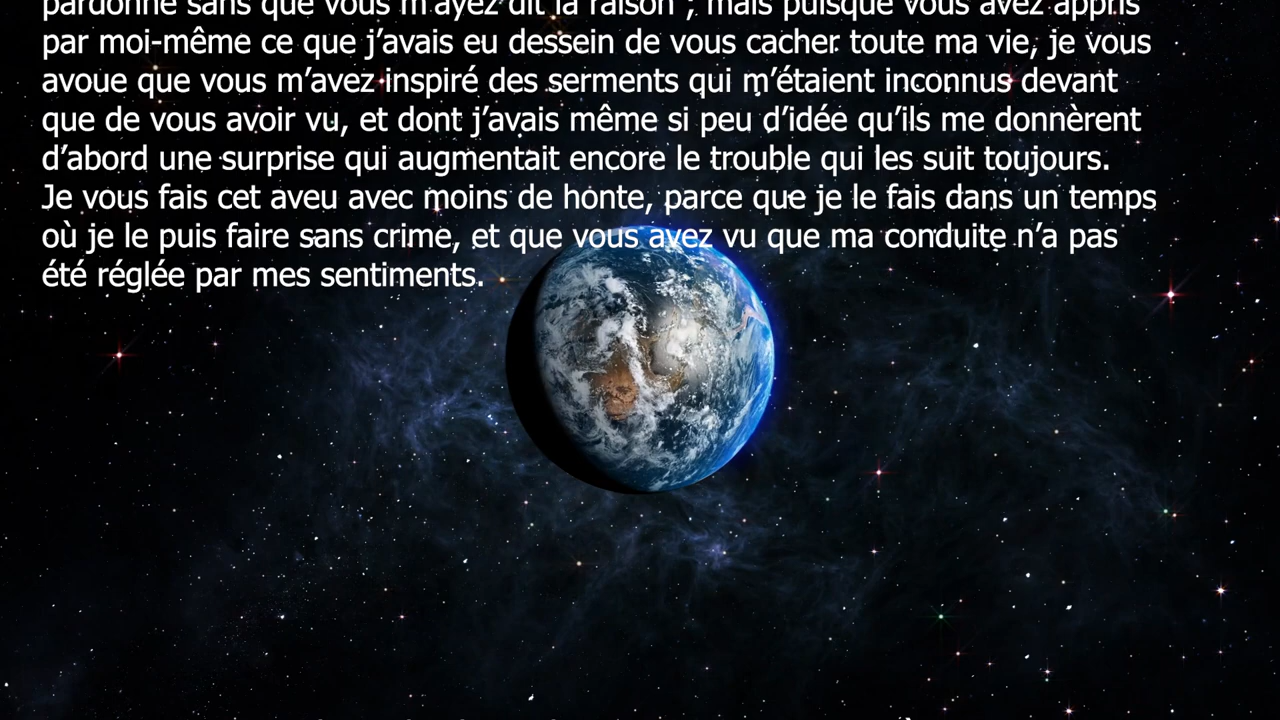 pardonné sans que vous m’ayez dit la raison ; mais puisque vous avez appris
par moi-même ce que j’avais eu dessein de vous cacher toute ma vie, je vous
avoue que vous m’avez inspiré des serments qui m’étaient inconnus devant
que de vous avoir vu, et dont j’avais même si peu d’idée qu’ils me donnèrent
d’abord une surprise qui augmentait encore le trouble qui les suit toujours.
Je vous fais cet aveu avec moins de honte, parce que je le fais dans un temps
où je le puis faire sans crime, et que vous avez vu que ma conduite n’a pas
été réglée par mes sentiments.